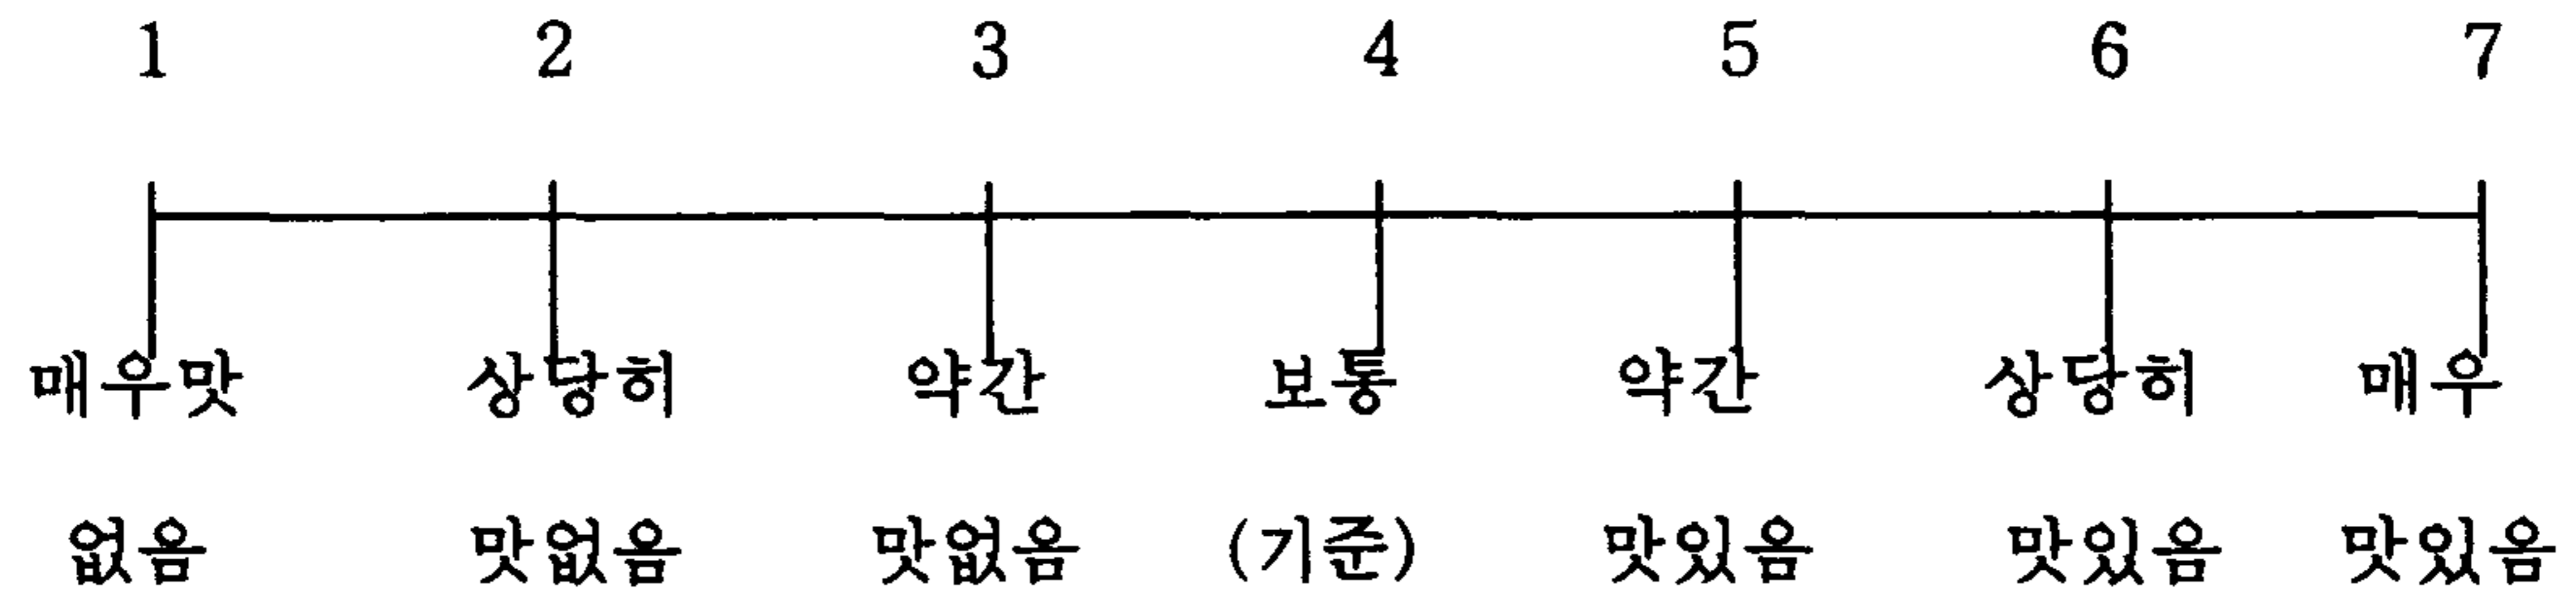 1 2 3 4 5 6 7
매우맛 상당히 약간 보통 약간 상당히 매우
없음 맛없음 맛없음 (기준) 맛있음 맛있음 맛있음